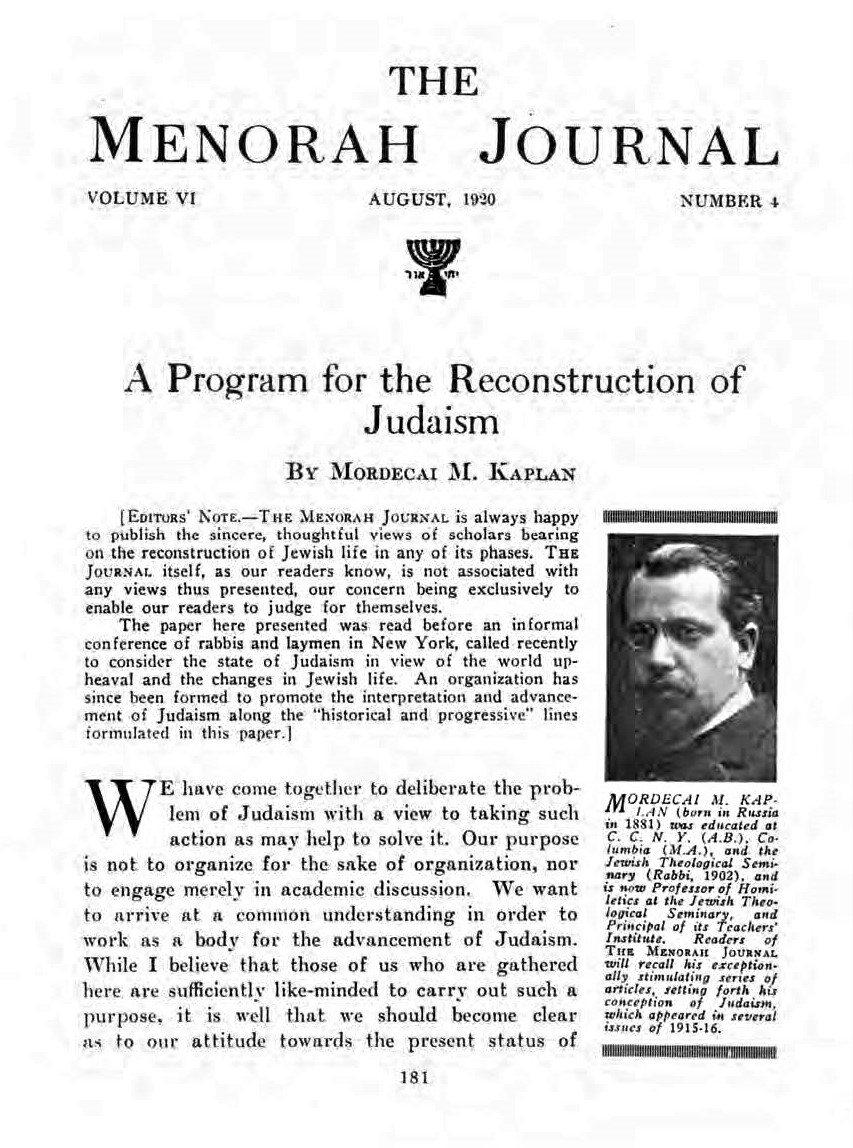 THE
MENORAH JOURNAL
VOLUME VI AUGUST, 1920 NUMBER 4
יהי אור
A Program for the Reconstruction of
Judaism
BY MORDECAI M. KAPLAN
[EDITORS' NOTE.—THE MENORAH JOURNAL is always happy
to publish the sincere, thoughtful views of scholars bearing
on the reconstruction of Jewish life in any of its phases. THE
JOURNAL itself, as our readers know, is not associated with
any views thus presented, our concern being exclusively to
enable our readers to judge for themselves.
The paper here presented was read before an informal
conference of rabbis and laymen in New York, called recently
to consider the state of Judaism in view of the world up-
heaval and the changes in Jewish life. An organization has
since been formed to promote the interpretation and advance-
ment of Judaism along the "historical and progressive" lines
formulated in this paper.]
WE have come together to deliberate the prob-
lem of Judaism with a view to taking such
action as may help to solve it. Our purpose
is not to organize for the sake of organization, nor
to engage merely in academic discussion. We want
to arrive at a common understanding in order to
work as a body for the advancement of Judaism.
While I believe that those of us who are gathered
here are sufficiently like-minded to carry out such a
purpose, it is well that we should become clear
as to our attitude towards the present status of
MORDECAI M. KAP-
LAN (born in Russia
in 1881) was educated at
C. C. N. Y. (A.B.), Co-
lumbia (M.A.), and the
Jewish Theological Semi-
nary (Rabbi, 1902), and
is now Professor of Homi-
letics at the Jewish Theo-
logical Seminary, and
Principal of its Teachers'
Institute. Readers of
THE MENORAH JOURNAL
will recall his exception-
ally stimulating series of
articles, setting forth his
conception of Judaism,
which appeared in several
issues of 1915-16.
181